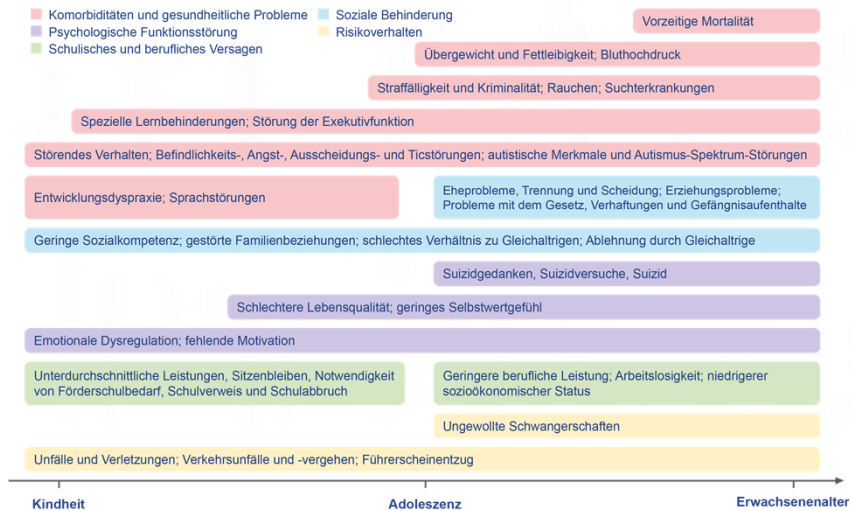 Komorbiditäten und gesundheitliche Probleme
Psychologische Funktionsstörung
Schulisches und berufliches Versagen
Soziale Behinderung
Risikoverhalten
Vorzeitige Mortalität
Übergewicht und Fettleibigkeit; Bluthochdruck
Straffälligkeit und Kriminalität; Rauchen; Suchterkrankungen
Spezielle Lernbehinderungen; Störung der Exekutivfunktion
Störendes Verhalten; Befindlichkeits-, Angst-, Ausscheidungs- und Ticstörungen; autistische Merkmale und Autismus-Spektrum-Störungen
Entwicklungsdyspraxie; Sprachstörungen
Eheprobleme, Trennung und Scheidung; Erziehungsprobleme;
Probleme mit dem Gesetz, Verhaftungen und Gefängnisaufenthalte
Geringe Sozialkompetenz; gestörte Familienbeziehungen; schlechtes Verhältnis zu Gleichaltrigen; Ablehnung durch Gleichaltrige
Suizidgedanken, Suizidversuche, Suizid
Schlechtere Lebensqualität; geringes Selbstwertgefühl
Emotionale Dysregulation; fehlende Motivation
Unterdurchschnittliche Leistungen, Sitzenbleiben, Notwendigkeit
von Förderschulbedarf, Schulverweis und Schulabbruch
Geringere berufliche Leistung; Arbeitslosigkeit; niedrigerer
sozioökonomischer Status
Ungewollte Schwangerschaften
Unfälle und Verletzungen; Verkehrsunfälle und -vergehen; Führerscheinentzug
Kindheit
Adoleszenz
Erwachsenenalter